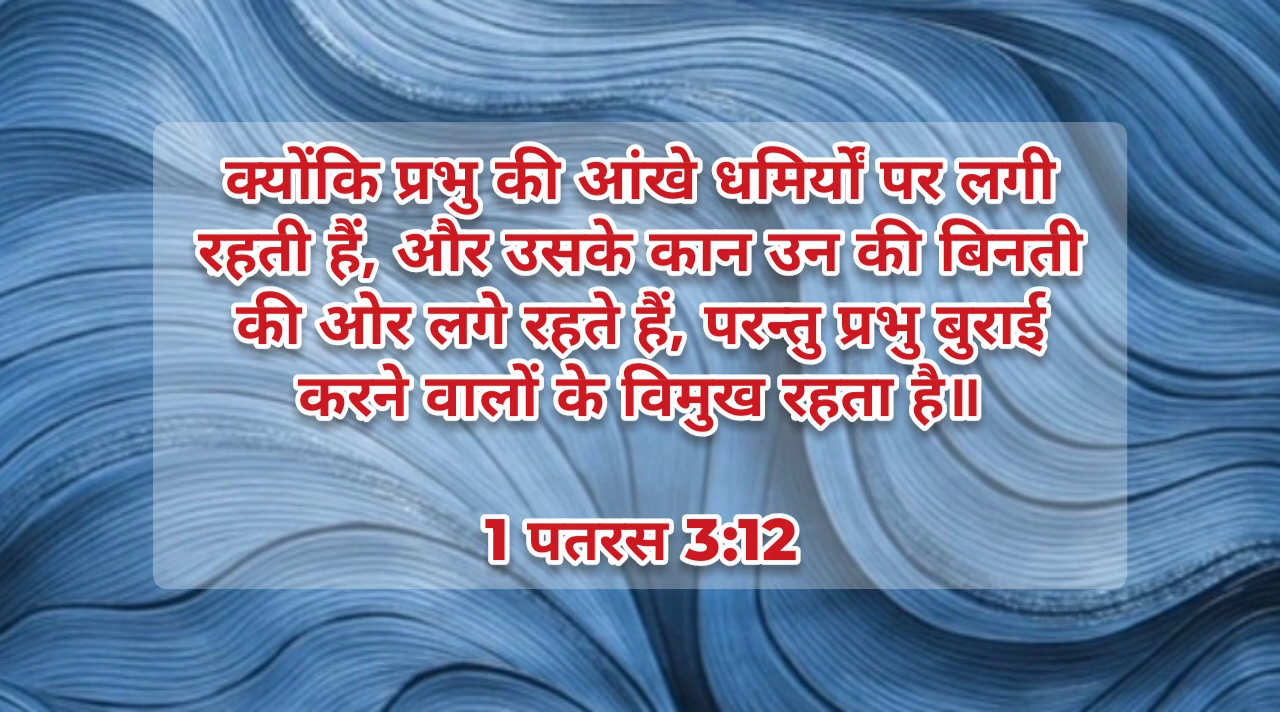 क्योंकि प्रभु की आंखे धमिर्यों पर लगी
रहती हैं, और उसके कान उन की बिनती
की ओर लगे रहते हैं, परन्तु प्रभु बुराई
करने वालों के विमुख रहता है॥
1 पतरस 3:12